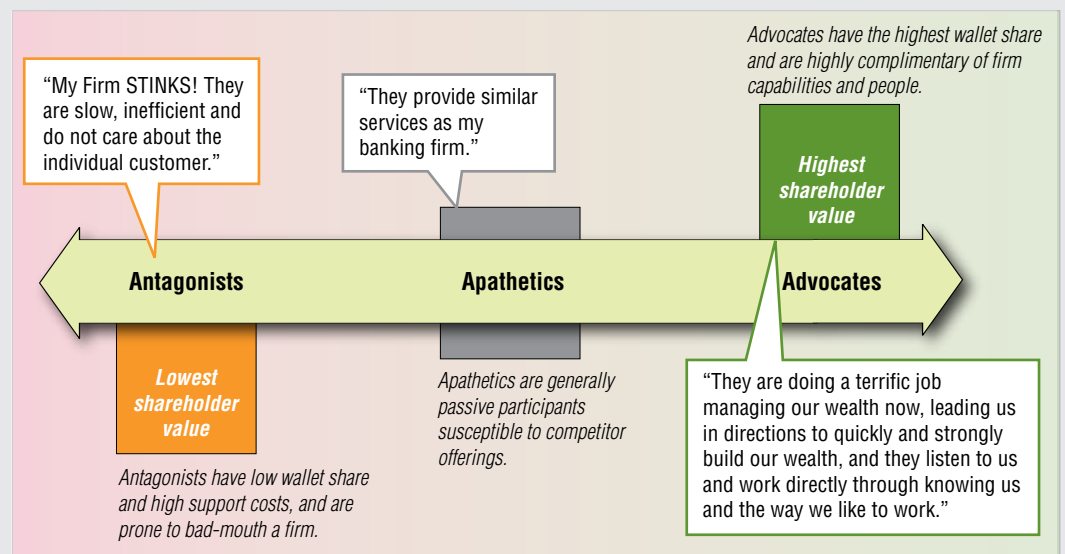 Advocates have the highest wallet share
and are highly complimentary of firm
capabilities and people.
“My Firm STINKS! They
are slow, inefficient and
do not care about the
individual customer.”
“They provide similar
services as my
banking firm.”
Highest
shareholder
value
Antagonists
Apathetics
Advocates
Lowest
shareholder
value
Antagonists have low wallet share
and high support costs, and are
prone to bad-mouth a firm.
Apathetics are generally
passive participants
susceptible to competitor
offerings.
“They are doing a terrific job
managing our wealth now, leading us
in directions to quickly and strongly
build our wealth, and they listen to us
and work directly through knowing us
and the way we like to work.”